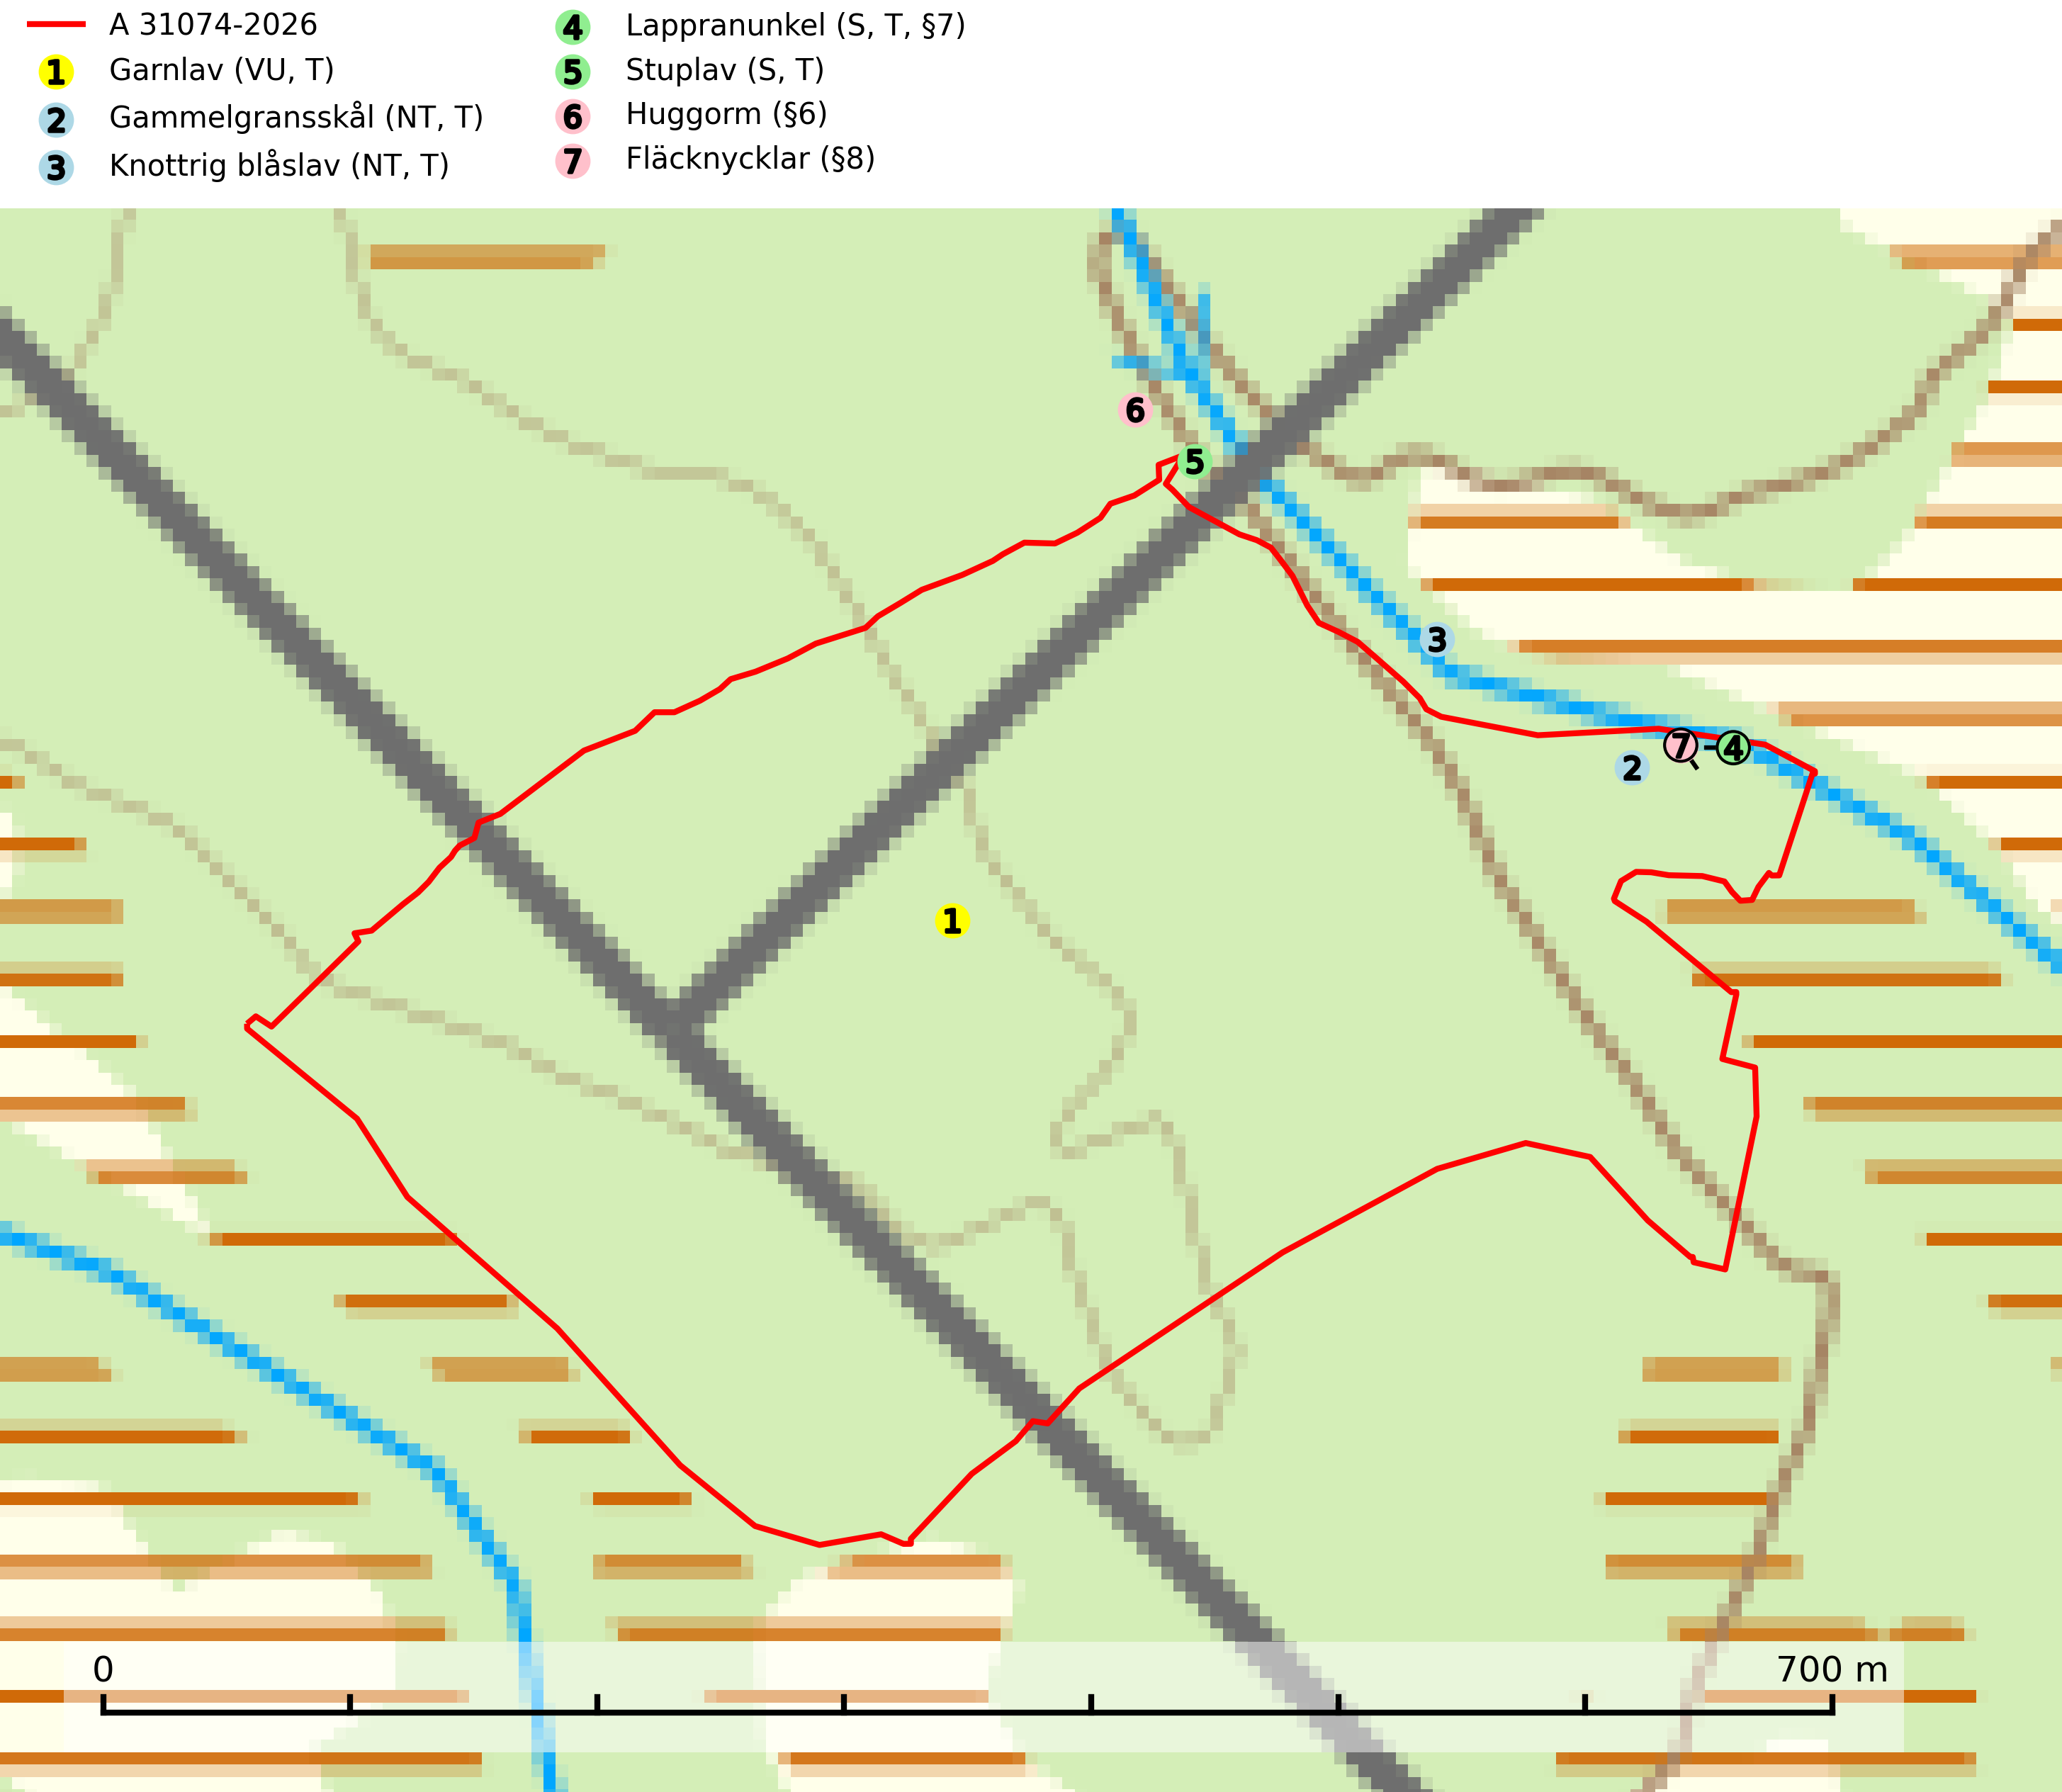 A 31074-2026
1 Garnlav (VU, T)
2 Gammelgransskål (NT, T)
3 Knottrig blåslav (NT, T)
4 Lappranunkel (S, T, §7)
5 Stuplav (S, T)
6 Huggorm (§6)
7 Fläcknycklar (§8)
6
5
3
7
4
2
1
0
700 m